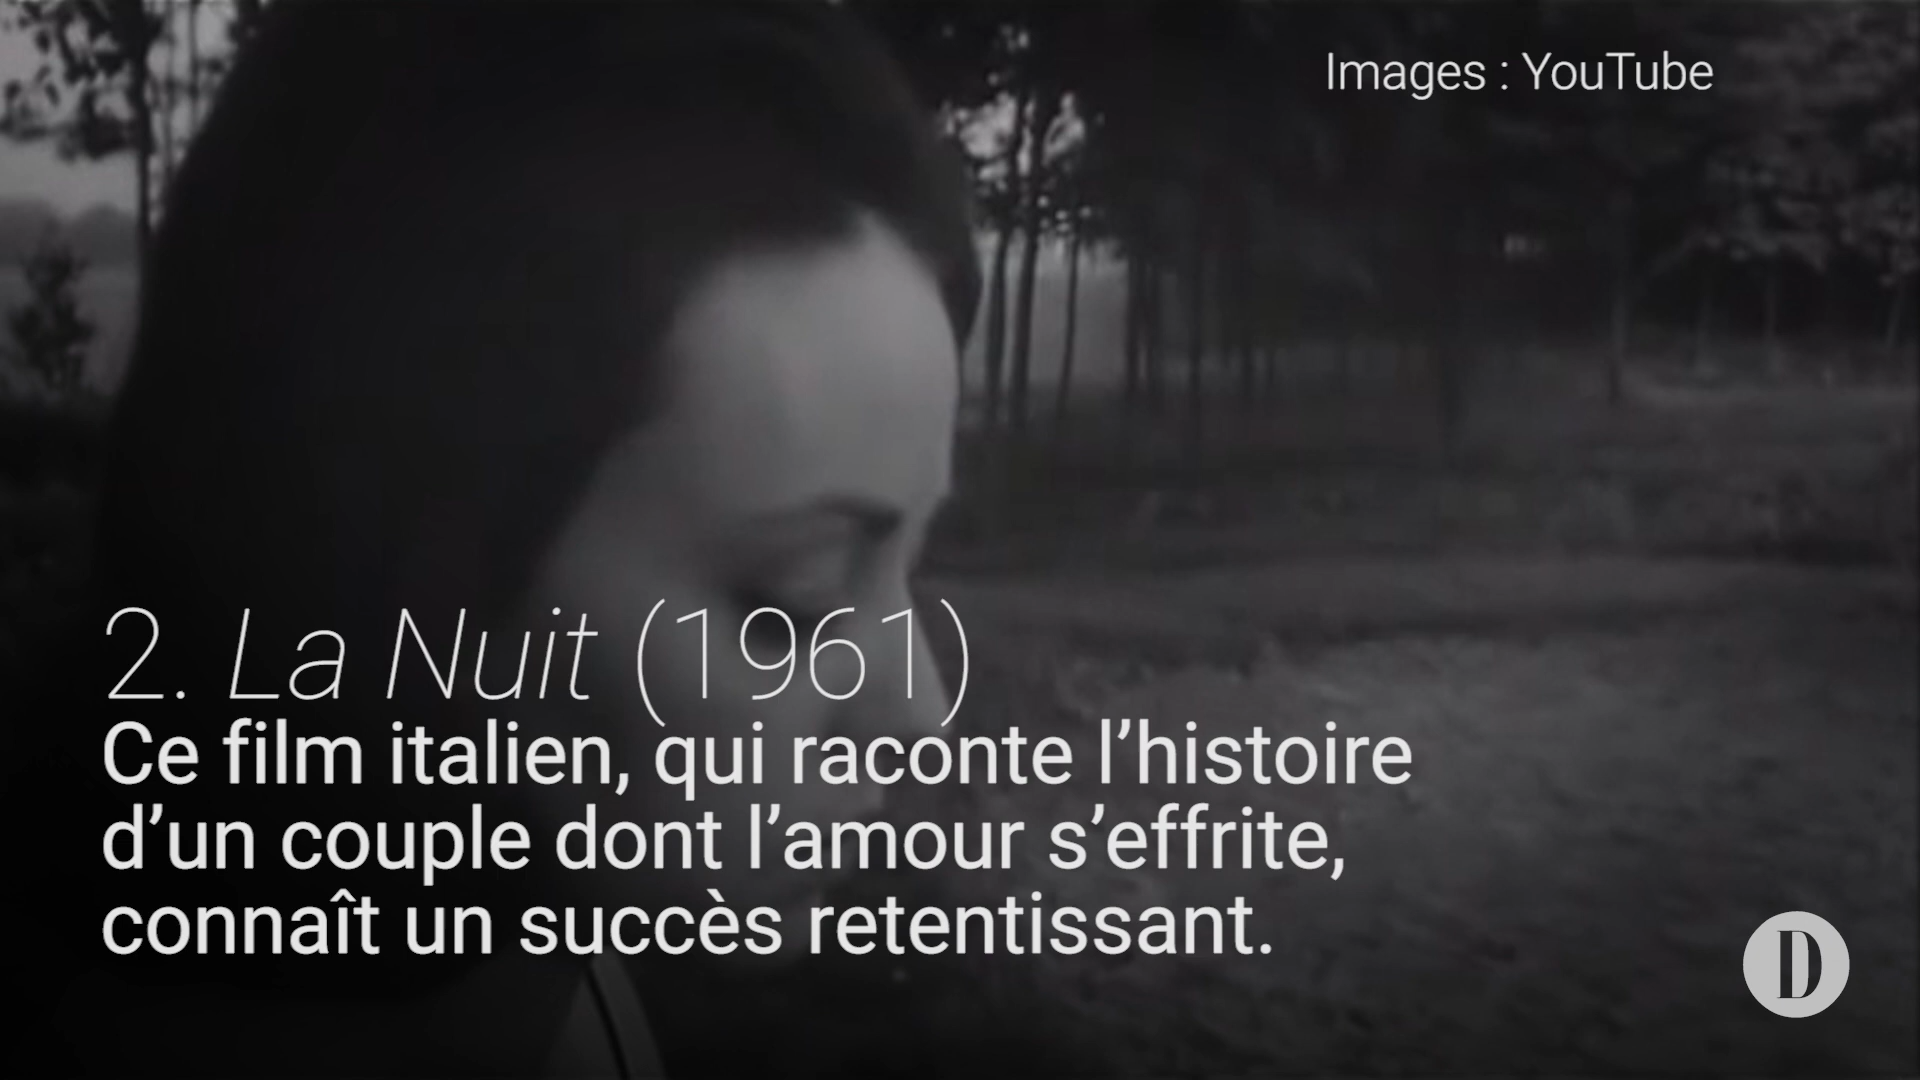 Images : YouTube
2. La Nuit (1961)
Ce film italien, qui raconte l’histoire
d’un couple dont l’amour s’effrite,
connaît un succès retentissant.
D